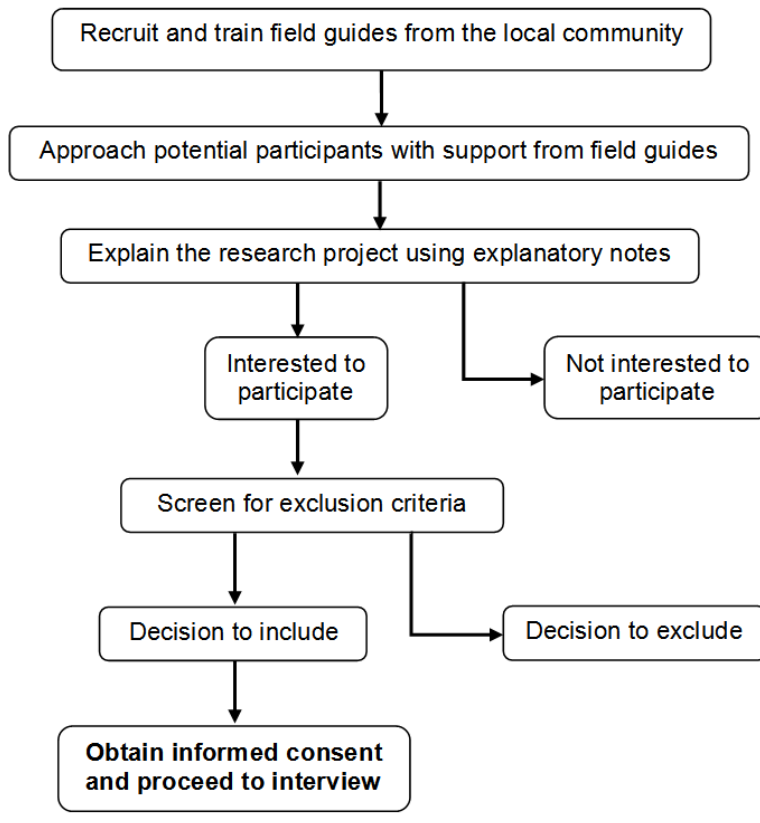 Recruit and train field guides from the local community
Approach potential participants with support from field guides
Explain the research project using explanatory notes
Interested to
participate
Not interested to
participate
Screen for exclusion criteria
Decision to include
Decision to exclude
Obtain informed consent
and proceed to interview